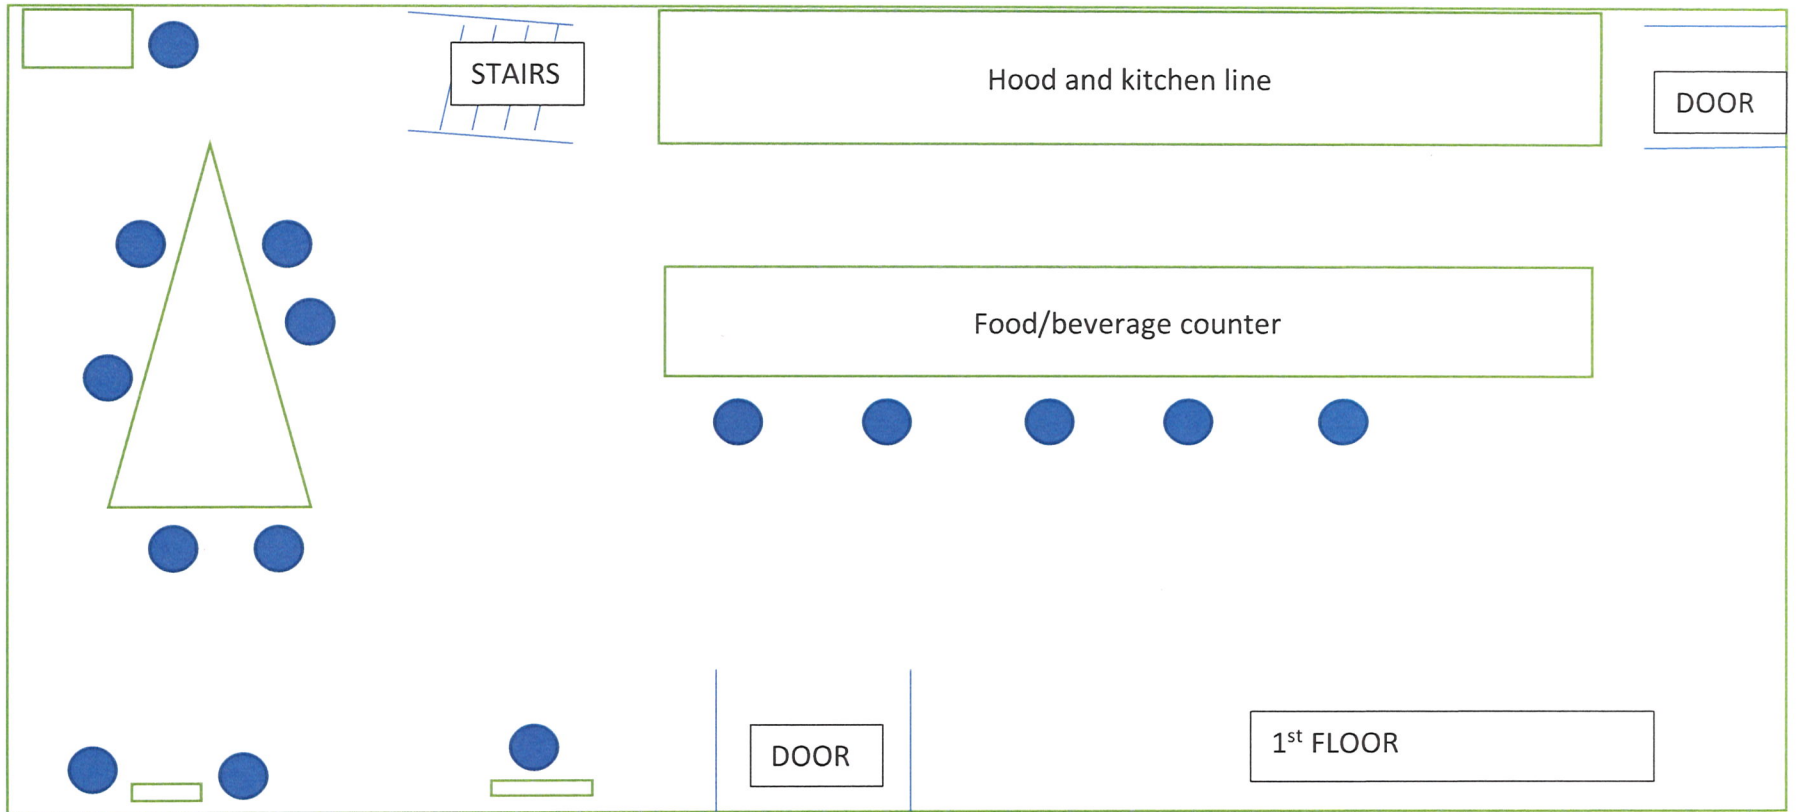 STAIRS
Hood and kitchen line
DOOR
Food/beverage counter
DOOR
1st FLOOR